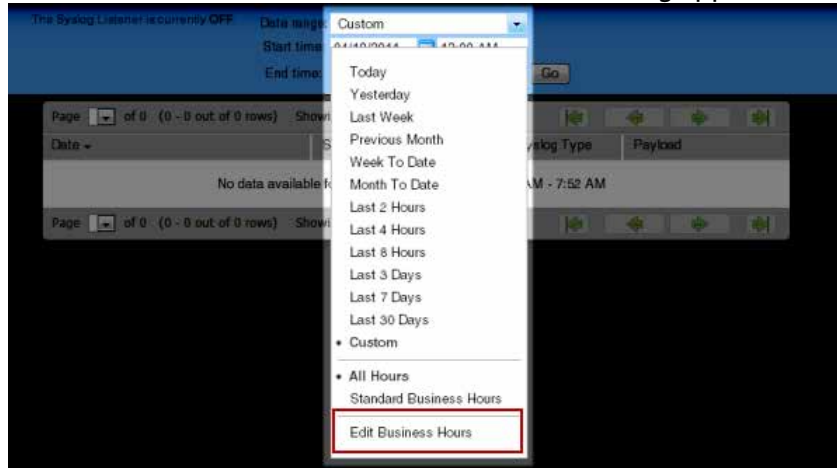 The Syslog Listener is currently OFF. Date range: Custom
Start time: 12:00 AM
End time: Go
Today
Yesterday
Last Week
Previous Month
Week To Date
Month To Date
Last 2 Hours
Last 4 Hours
Last 8 Hours
Last 3 Days
Last 7 Days
Last 30 Days
• Custom
• All Hours
Standard Business Hours
Edit Business Hours
Page of 0 (0 - 0 out of 0 rows)
Date Type Payload
No data available AM - 7:52 AM
Page of 0 (0 - 0 out of 0 rows)